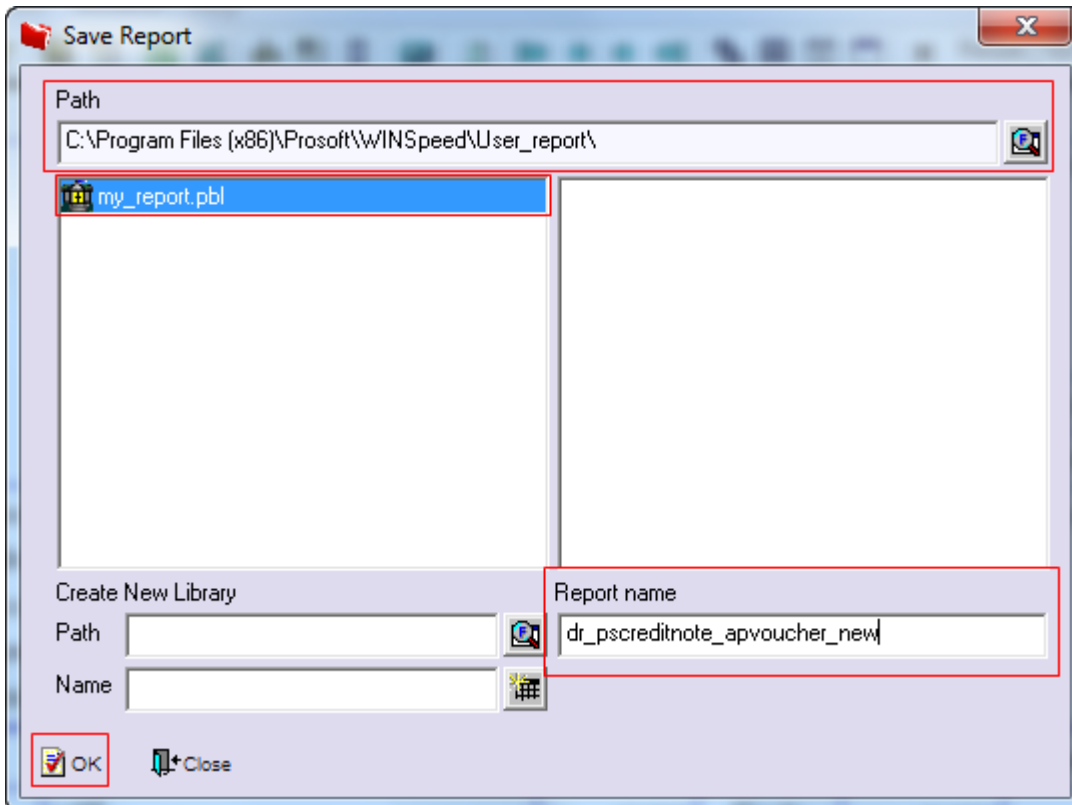 Save Report
Path
C:\Program Files (x86)\Prosoft\WINSpeed\User_report\
my_report.pbl
Create New Library
Report name
Path
dr_pscreditnote_apvoucher_new
Name
OK
Close